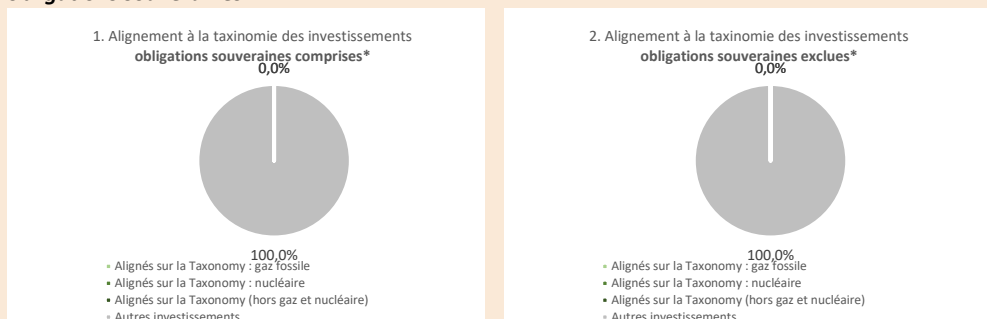 1. Alignement à la taxinomie des investissements
obligations souveraines comprises*
0,0%
100,0%
Alignés sur la Taxonomy : gaz fossile
Alignés sur la Taxonomy : nucléaire
Alignés sur la Taxonomy (hors gaz et nucléaire)
Autres investissements
2. Alignement à la taxinomie des investissements
obligations souveraines exclues*
0,0%
100,0%
Alignés sur la Taxonomy : gaz fossile
Alignés sur la Taxonomy : nucléaire
Alignés sur la Taxonomy (hors gaz et nucléaire)
Autres investissements